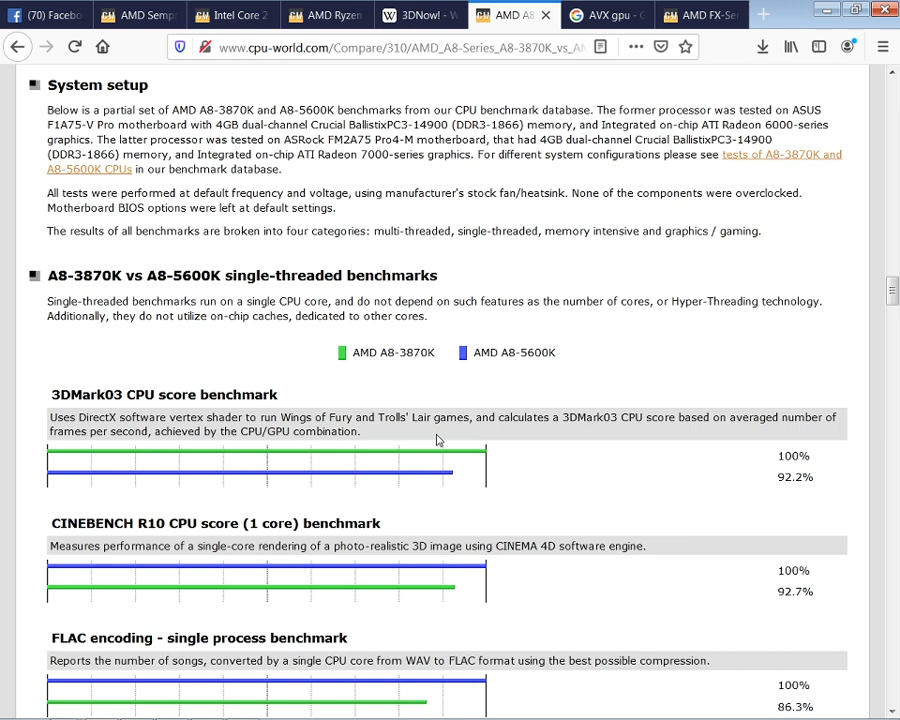 (70) Facebo
AMD Sempr
Intel Core 2
AMD Ryzen
3DNow! - W
AMD A8
AVX gpu - G
AMD FX-Se
www.cpu-world.com/Compare/310/AMD_A8-Series_A8-3870K_vs_AM
System setup
Below is a partial set of AMD A8-3870K and A8-5600K benchmarks from our CPU benchmark database. The former processor was tested on ASUS
F1A75-V Pro motherboard with 4GB dual-channel Crucial BallistixPC3-14900 (DDR3-1866) memory, and Integrated on-chip ATI Radeon 6000-series
graphics. The latter processor was tested on ASRock FM2A75 Pro4-M motherboard, that had 4GB dual-channel Crucial BallistixPC3-14900
(DDR3-1866) memory, and Integrated on-chip ATI Radeon 7000-series graphics. For different system configurations please see tests of A8-3870K and
A8-5600K CPUs in our benchmark database.
All tests were performed at default frequency and voltage, using manufacturer's stock fan/heatsink. None of the components were overclocked.
Motherboard BIOS options were left at default settings.
The results of all benchmarks are broken into four categories: multi-threaded, single-threaded, memory intensive and graphics / gaming.
A8-3870K vs A8-5600K single-threaded benchmarks
Single-threaded benchmarks run on a single CPU core, and do not depend on such features as the number of cores, or Hyper-Threading technology.
Additionally, they do not utilize on-chip caches, dedicated to other cores.
AMD A8-3870K
AMD A8-5600K
3DMark03 CPU score benchmark
Uses DirectX software vertex shader to run Wings of Fury and Trolls' Lair games, and calculates a 3DMark03 CPU score based on averaged number of
frames per second, achieved by the CPU/GPU combination.
100%
92.2%
CINEBENCH R10 CPU score (1 core) benchmark
Measures performance of a single-core rendering of a photo-realistic 3D image using CINEMA 4D software engine.
100%
92.7%
FLAC encoding - single process benchmark
Reports the number of songs, converted by a single CPU core from WAV to FLAC format using the best possible compression.
100%
86.3%